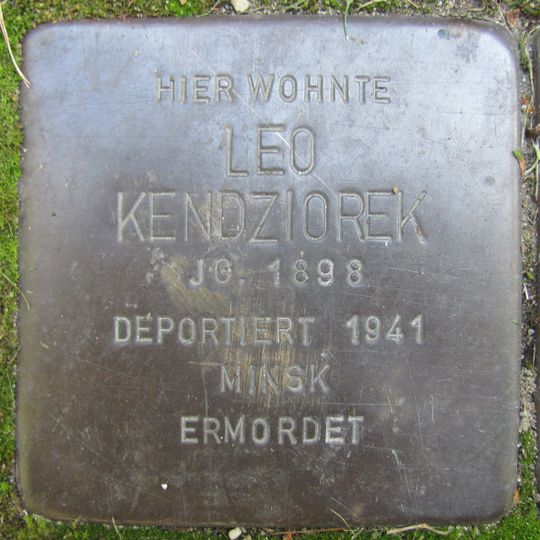 HIER WOHNTE
LEO
KENDZIOREK
JG. 1898
DEPORTIERT 1941
MINSK
ERMORDET